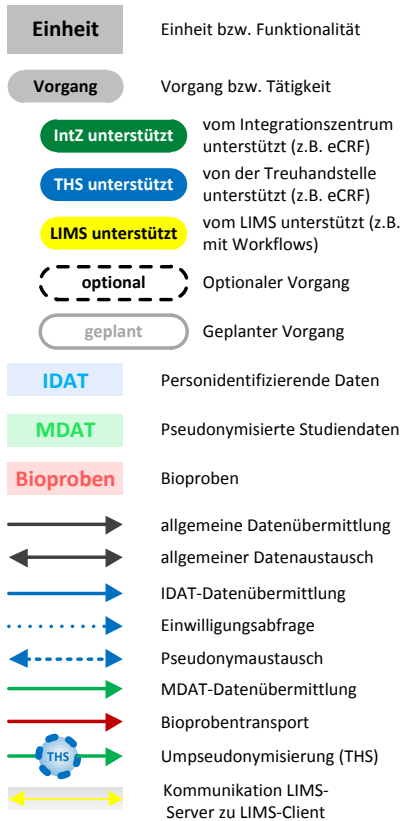 Einheit
Einheit bzw. Funktionalität
Vorgang
Vorgang bzw. Tätigkeit
IntZ unterstützt
vom Integrationszentrum
unterstützt (z.B. eCRF)
THS unterstützt
von der Treuhandstelle
unterstützt (z.B. eCRF)
LIMS unterstützt
vom LIMS unterstützt (z.B.
mit Workflows)
optional
Optionaler Vorgang
geplant
Geplanter Vorgang
IDAT
Personidentifizierende Daten
MDAT
Pseudonymisierte Studiendaten
Bioproben
Bioproben
allgemeine Datenübermittlung
allgemeiner Datenaustausch
IDAT-Datenübermittlung
Einwilligungsabfrage
Pseudonymaustausch
MDAT-Datenübermittlung
Bioprobentransport
THS
Umpseudonymisierung (THS)
Kommunikation LIMS-
Server zu LIMS-Client